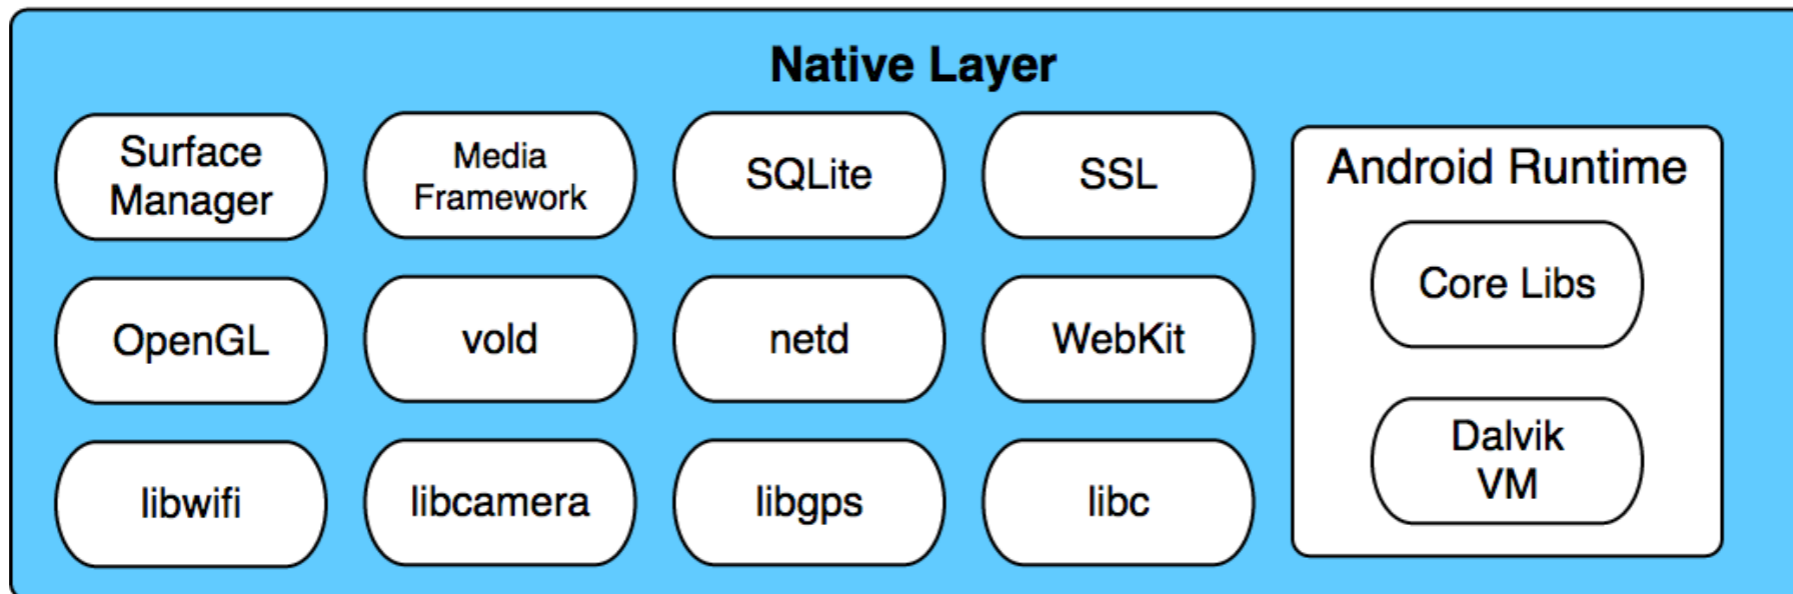 Native Layer
Surface
Manager
Media
Framework
SQLite
SSL
OpenGL
vold
netd
WebKit
libwifi
libcamera
libgps
libc
Android Runtime
Core Libs
Dalvik
VM